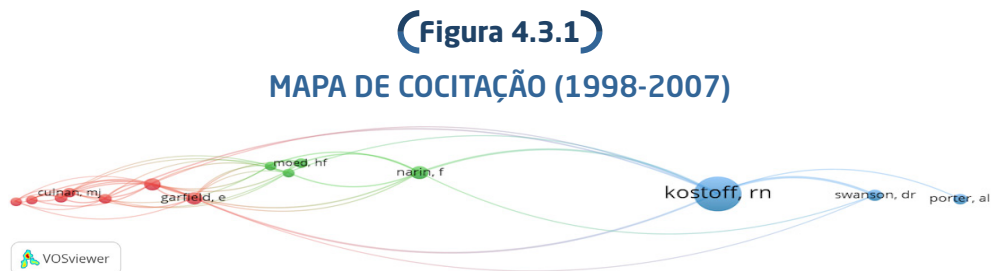 Figura 4.3.1
MAPA DE COCITAÇÃO (1998-2007)
moed, hf
narin, f
culnan, mj
garfield, e
kostoff, rn
swanson, dr
porter, al
VOSviewer